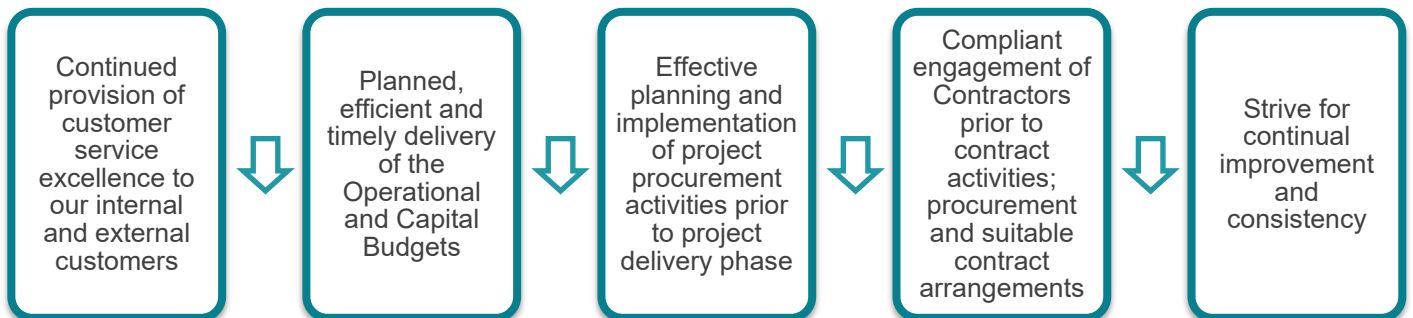 Continued
provision of
customer
service
excellence to
our internal
and external
customers
Planned,
efficient and
timely delivery
of the
Operational
and Capital
Budgets
Effective
planning and
implementation
of project
procurement
activities prior
to project
delivery phase
Compliant
engagement of
Contractors
prior to
contract
activities;
procurement
and suitable
contract
arrangements
Strive for
continual
improvement
and
consistency